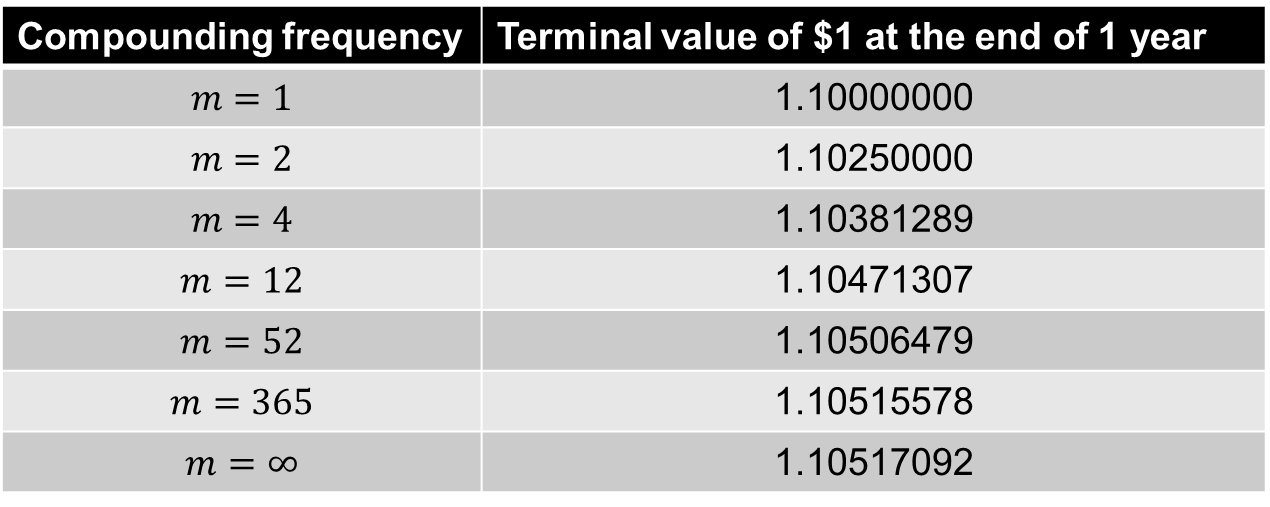 Compounding frequency Terminal value of $1 at the end of 1 year
m = 1 1.10000000
m = 2 1.10250000
m = 4 1.10381289
m = 12 1.10471307
m = 52 1.10506479
m = 365 1.10515578
m = ∞ 1.10517092